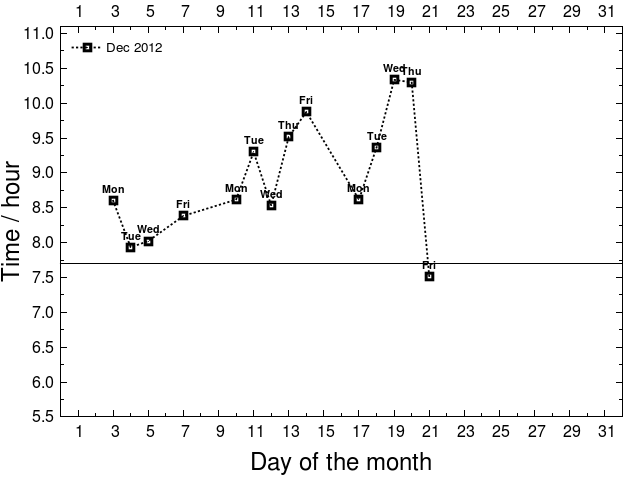 1 3 5 7 9 11 13 15 17 19 21 23 25 27 29 31
11.0
Dec 2012
10.5
Wed Thu
10.0
Fri
9.5
Thu
Tue
Tue
9.0
8.5
Mon
Mon
Mon
Wed
Fri
8.0
Tue
Wed
7.5
Fri
7.0
6.5
6.0
5.5
Time / hour
1 3 5 7 9 11 13 15 17 19 21 23 25 27 29 31
Day of the month